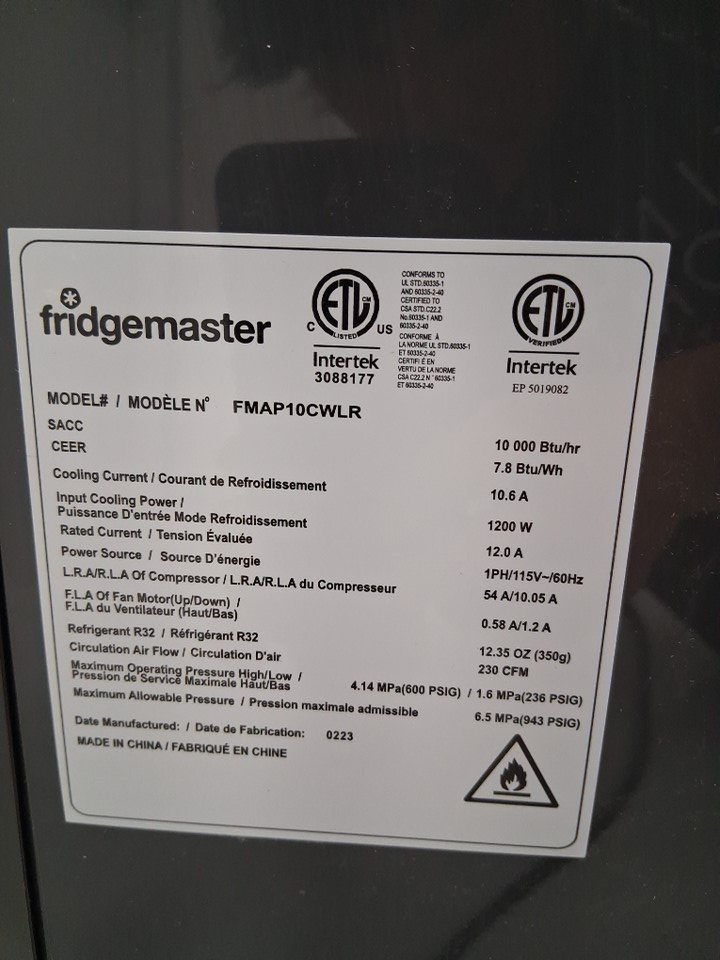 fridgemaster
ETL CM
LISTED
C US
Intertek
3088177
CONFORMS TO
UL STD.60335-1
AND 60335-2-40
CERTIFIED TO
CSA STD.C22.2
No.60335-1 AND
60335-2-40
CONFORME À
LA NORME UL STD.60335-1
ET 60335-2-40
CERTIFI É EN
VERTU DE LA NORME
CSA C22.2 N °60335-1
ET 60335-2-40
ETL CM
VERIFIED
Intertek
EP 5019082
MODEL# / MODÈLE N° FMAP10CWLR
SACC 10 000 Btu/hr
CEER 7.8 Btu/Wh
Cooling Current / Courant de Refroidissement 10.6 A
Input Cooling Power /
Puissance D'entrée Mode Refroidissement 1200 W
Rated Current / Tension Évaluée 12.0 A
Power Source / Source D'énergie 1PH/115V~/60Hz
L.R.A/R.L.A Of Compressor / L.R.A/R.L.A du Compresseur 54 A/10.05 A
F.L.A Of Fan Motor(Up/Down) /
F.L.A du Ventilateur (Haut/Bas) 0.58 A/1.2 A
Refrigerant R32 / Réfrigérant R32 12.35 OZ (350g)
Circulation Air Flow / Circulation D'air 230 CFM
Maximum Operating Pressure High/Low /
Pression de Service Maximale Haut/Bas 4.14 MPa(600 PSIG) / 1.6 MPa(236 PSIG)
Maximum Allowable Pressure / Pression maximale admissible 6.5 MPa(943 PSIG)
Date Manufactured: / Date de Fabrication: 0223
MADE IN CHINA / FABRIQUÉ EN CHINE